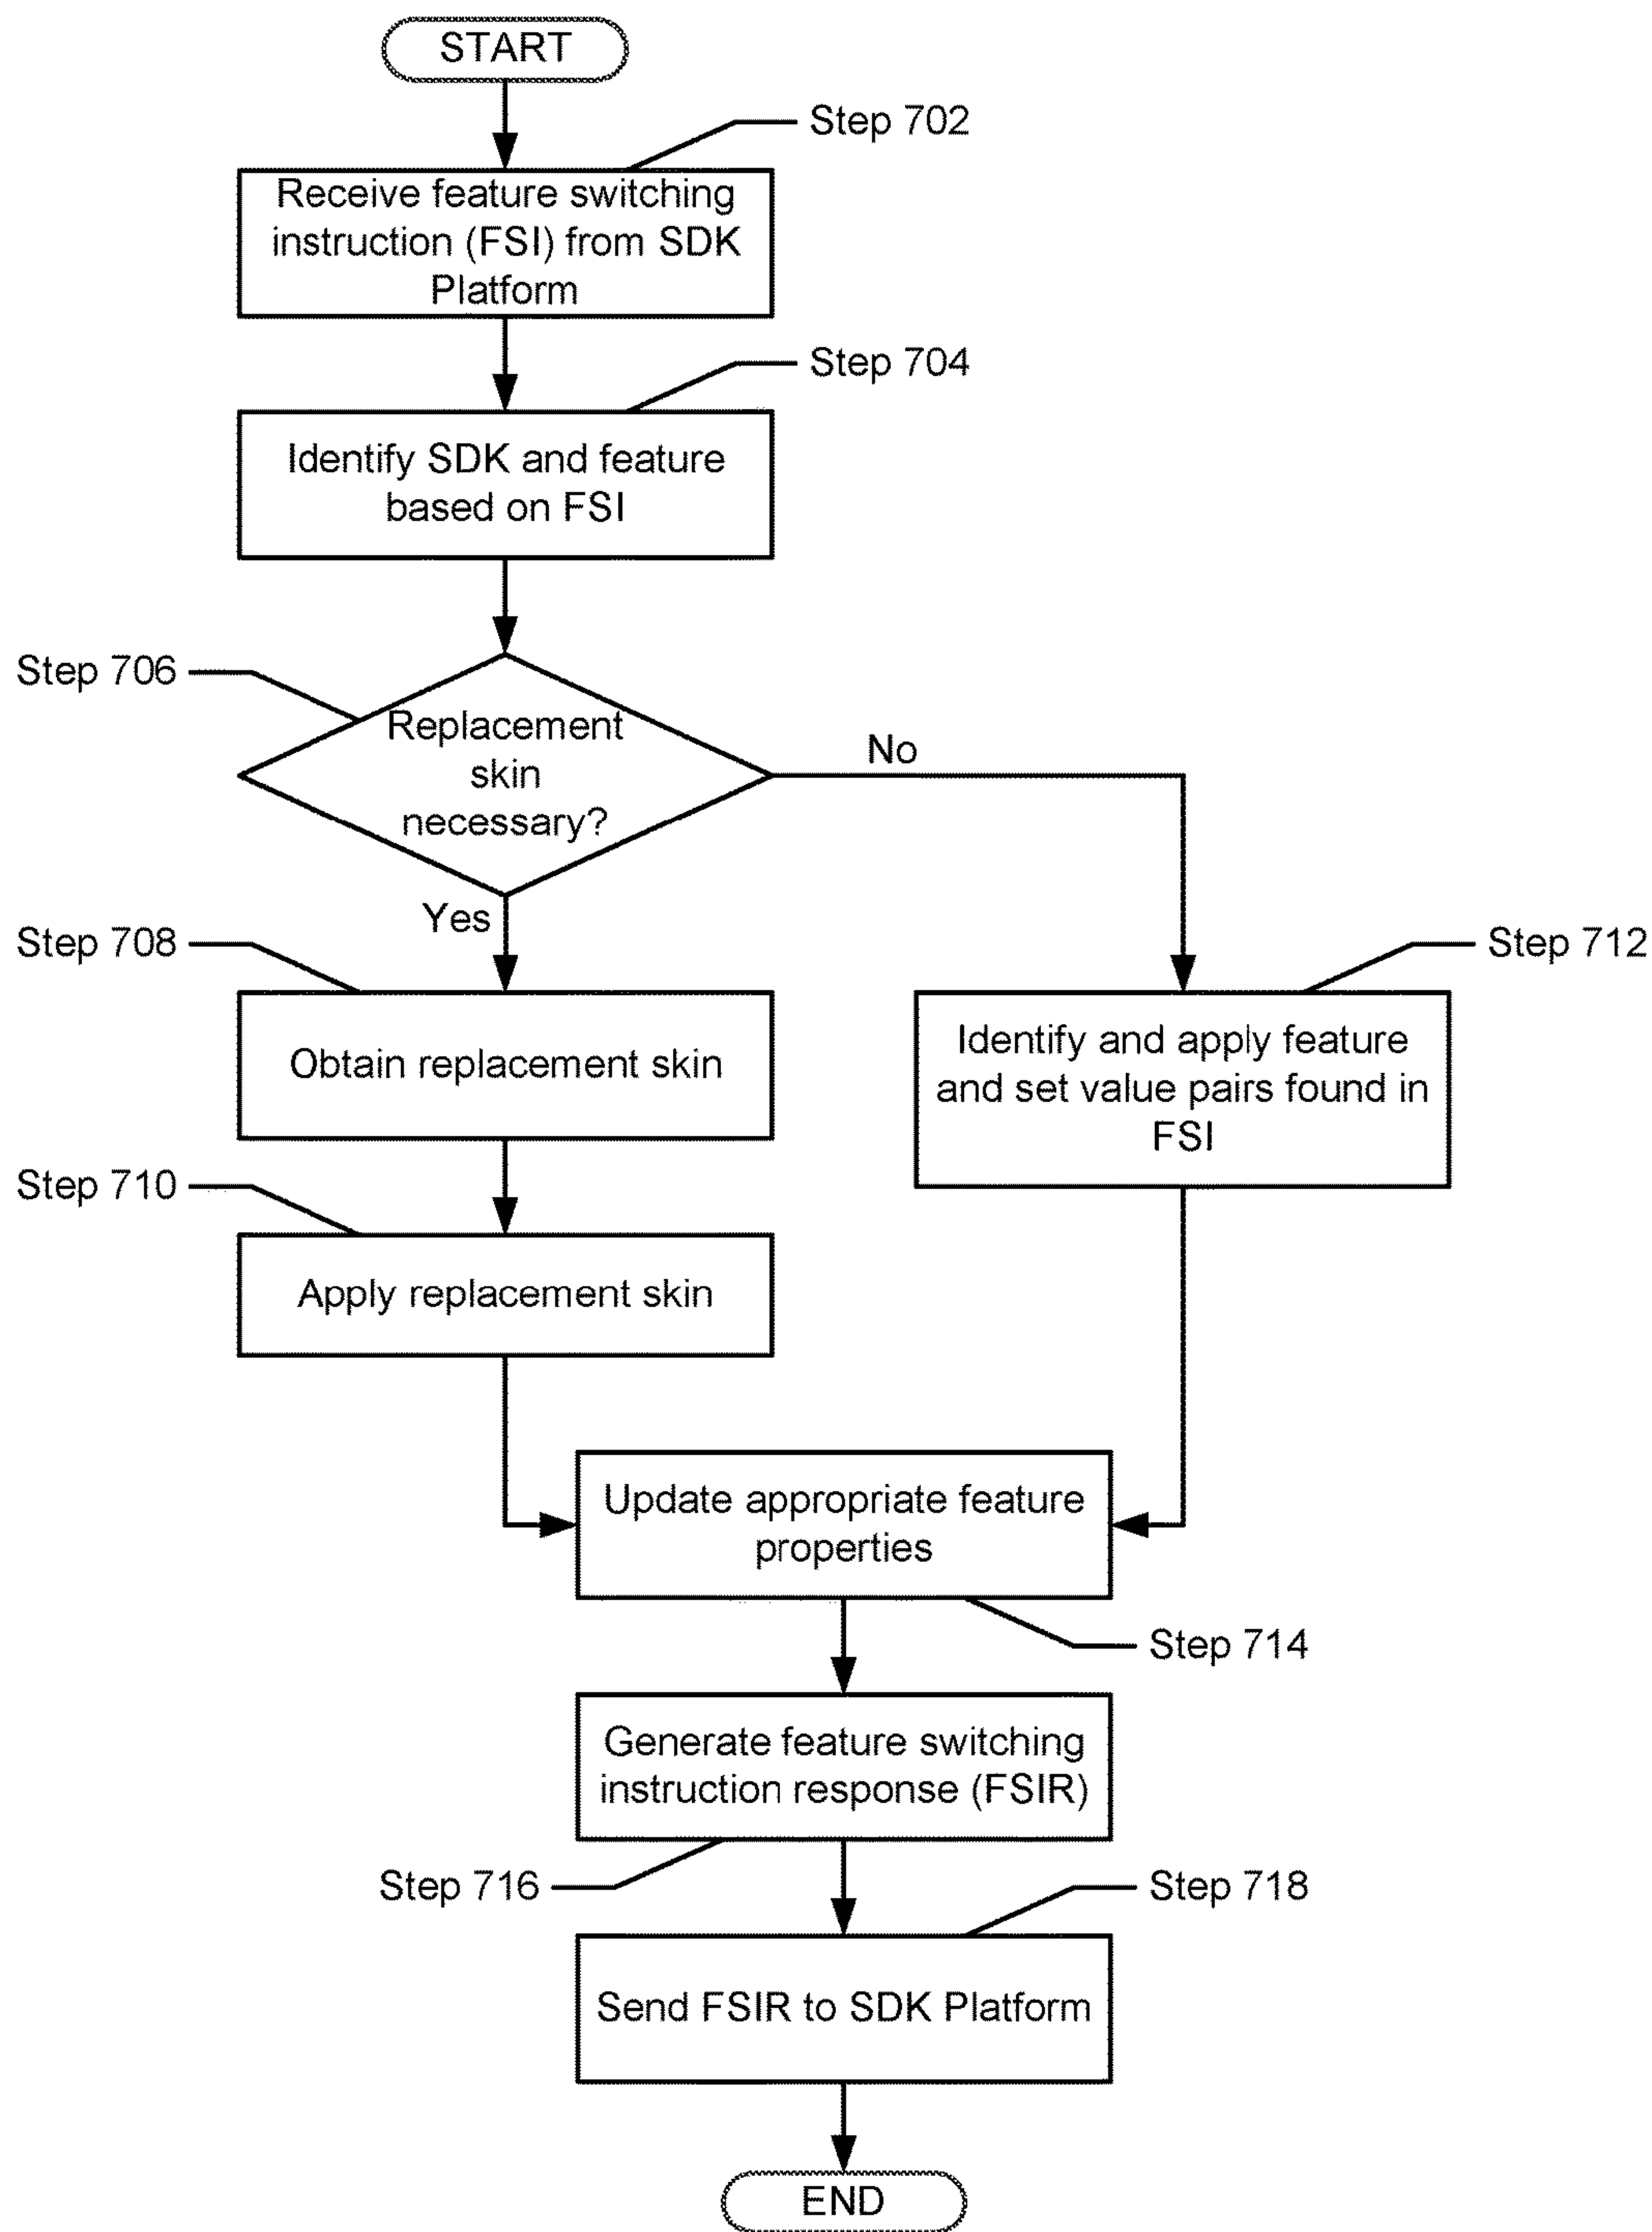 START
Step 702
Receive feature switching
instruction (FSI) from SDK
Platform
Step 704
Identify SDK and feature
based on FSI
Step 706
Replacement
skin
necessary?
No
Yes
Step 708
Obtain replacement skin
Step 712
Identify and apply feature
and set value pairs found in
FSI
Step 710
Apply replacement skin
Update appropriate feature
properties
Step 714
Generate feature switching
instruction response (FSIR)
Step 716
Step 718
Send FSIR to SDK Platform
END